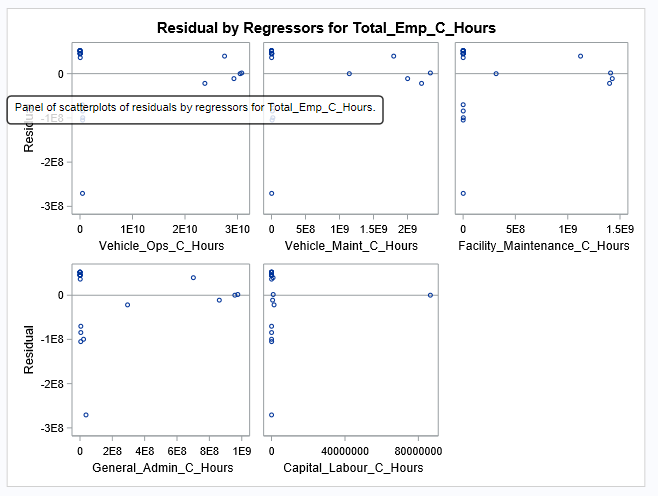 Residual by Regressors for Total_Emp_C_Hours
0
-1E8
-2E8
-3E8
Residual
Panel of scatterplots of residuals by regressors for Total_Emp_C_Hours.
0 1E10 2E10 3E10
Vehicle_Ops_C_Hours
0 5E8 1E9 1.5E9 2E9
Vehicle_Maint_C_Hours
0 5E8 1E9 1.5E9
Facility_Maintenance_C_Hours
0
-1E8
-2E8
-3E8
Residual
0 2E8 4E8 6E8 8E8 1E9
General_Admin_C_Hours
0 40000000 80000000
Capital_Labour_C_Hours